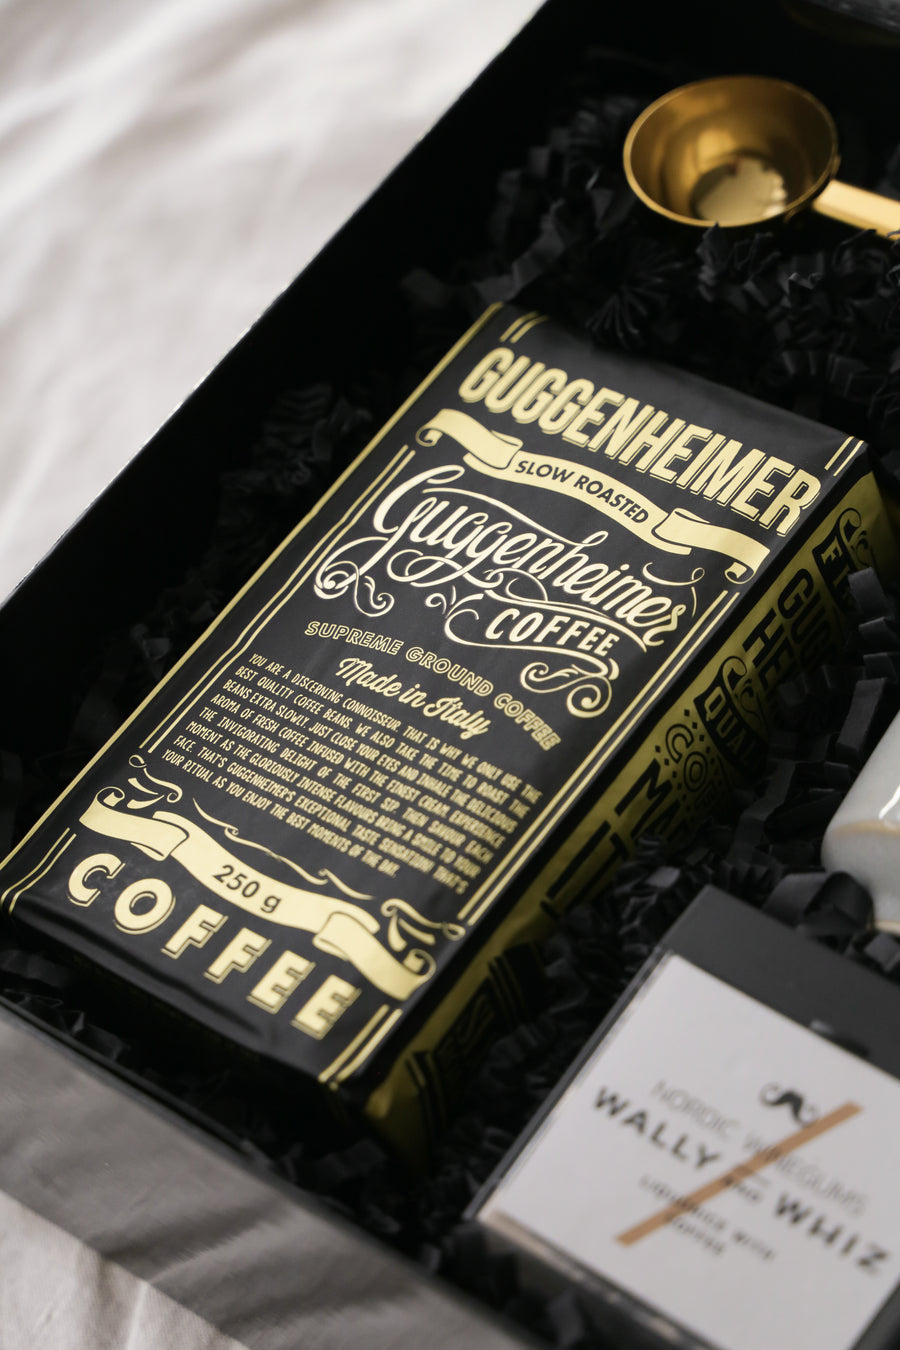 GUGGENHEIMER
SLOW ROASTED
Guggenheimer
COFFEE
SUPREME GROUND COFFEE
Made in Italy
YOU ARE A DISCERNING CONNOISSEUR. THAT IS WHY WE ONLY USE THE
BEST QUALITY COFFEE BEANS. WE ALSO TAKE THE TIME TO ROAST THE
BEANS EXTRA SLOWLY. JUST CLOSE YOUR EYES AND INHALE THE DELICIOUS
AROMA OF FRESH COFFEE INFUSED WITH THE FINEST CREMA. EXPERIENCE
THE INVIGORATING DELIGHT OF THE FIRST SIP. THEN SAVOUR EACH
MOMENT AS THE GLORIOUSLY INTENSE FLAVOURS BRING A SMILE TO YOUR
FACE. THAT'S GUGGENHEIMER'S EXCEPTIONAL TASTE SENSATION THAT'S
YOUR RITUAL AS YOU ENJOY THE BEST MOMENTS OF THE DAY.
250 g
COFFEE
NORDIC WINEGUMS
WALLY AND WHIZ
LIQUORICE WITH
COFFEE